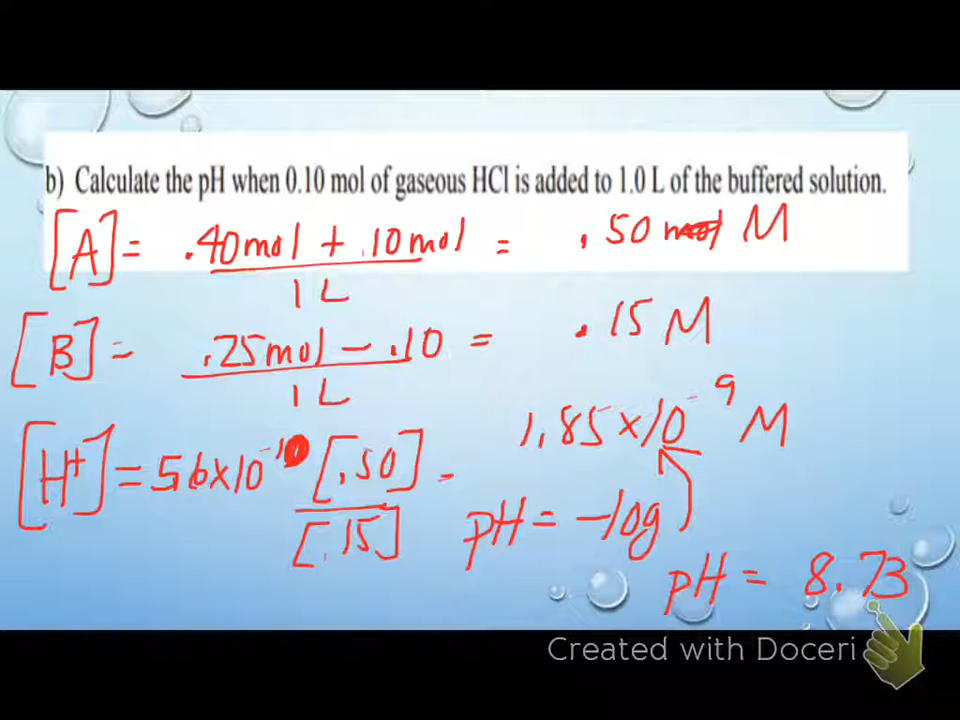 b) Calculate the pH when 0.10 mol of gaseous HCl is added to 1.0 L of the buffered solution.
[A] = .40mol + .10mol = .50 M
1 L
[B] = .25mol - .10 = .15 M
1 L
[H+] = 5.6x10^-10 [.50] = 1.85x10^-9 M
[.15]
pH = -log
pH = 8.73
Created with Doceri